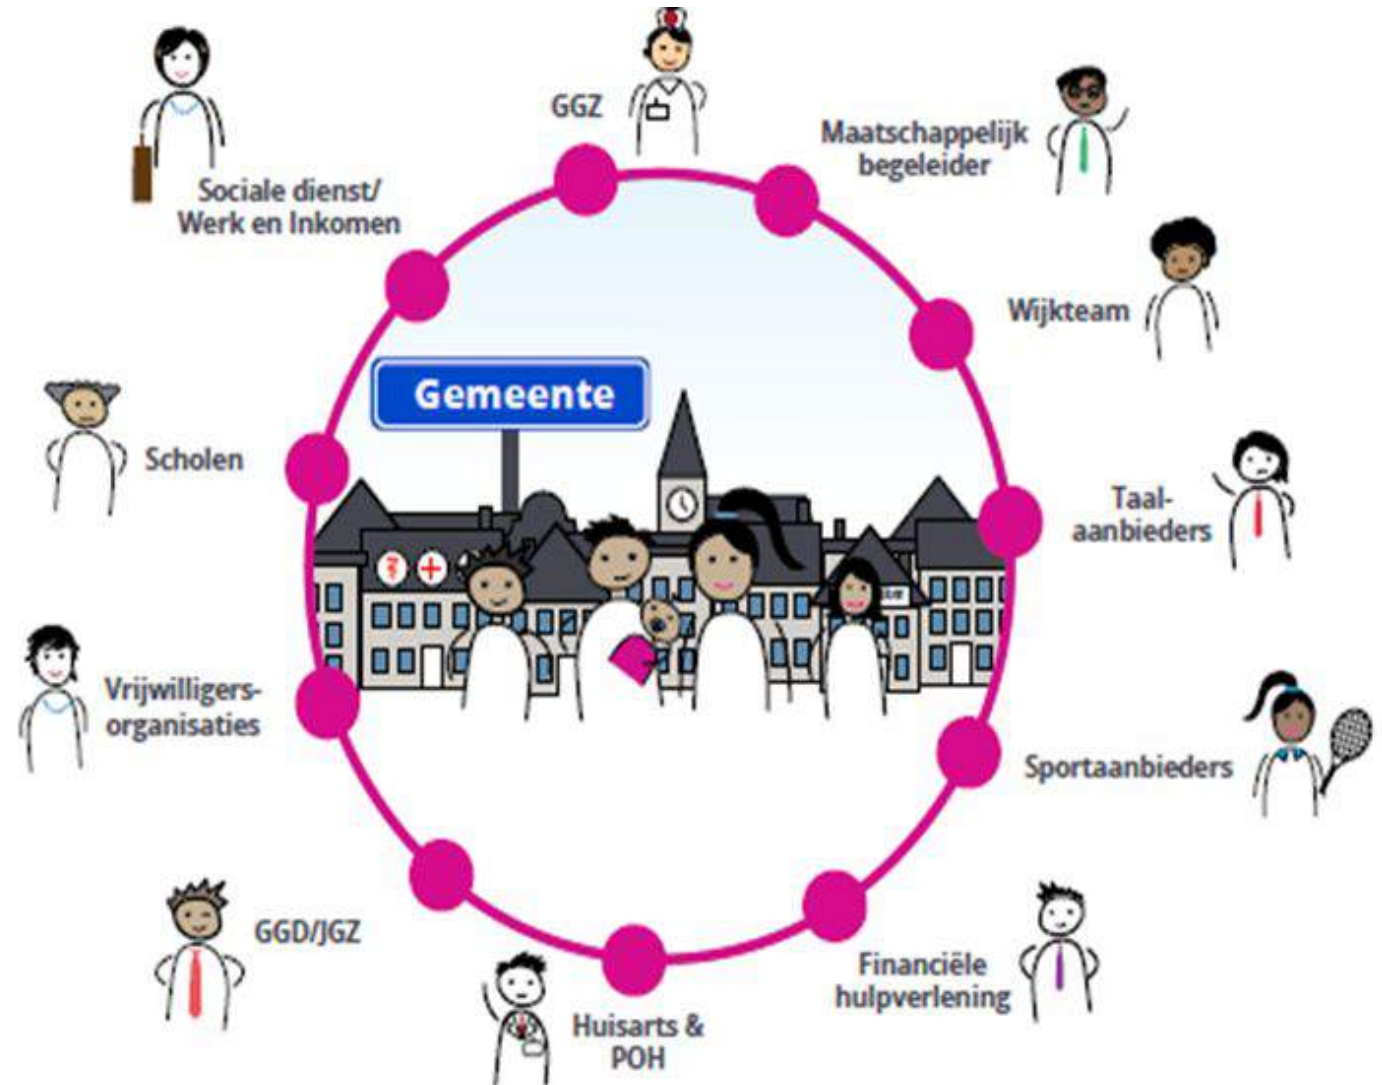 GGZ
Maatschappelijk
begeleider
Sociale dienst/
Werk en Inkomen
Wijkteam
Gemeente
Scholen
Taal-
aanbieders
Vrijwilligers-
organisaties
Sportaanbieders
GGD/JGZ
Financiële
hulpverlening
Huisarts &
POH